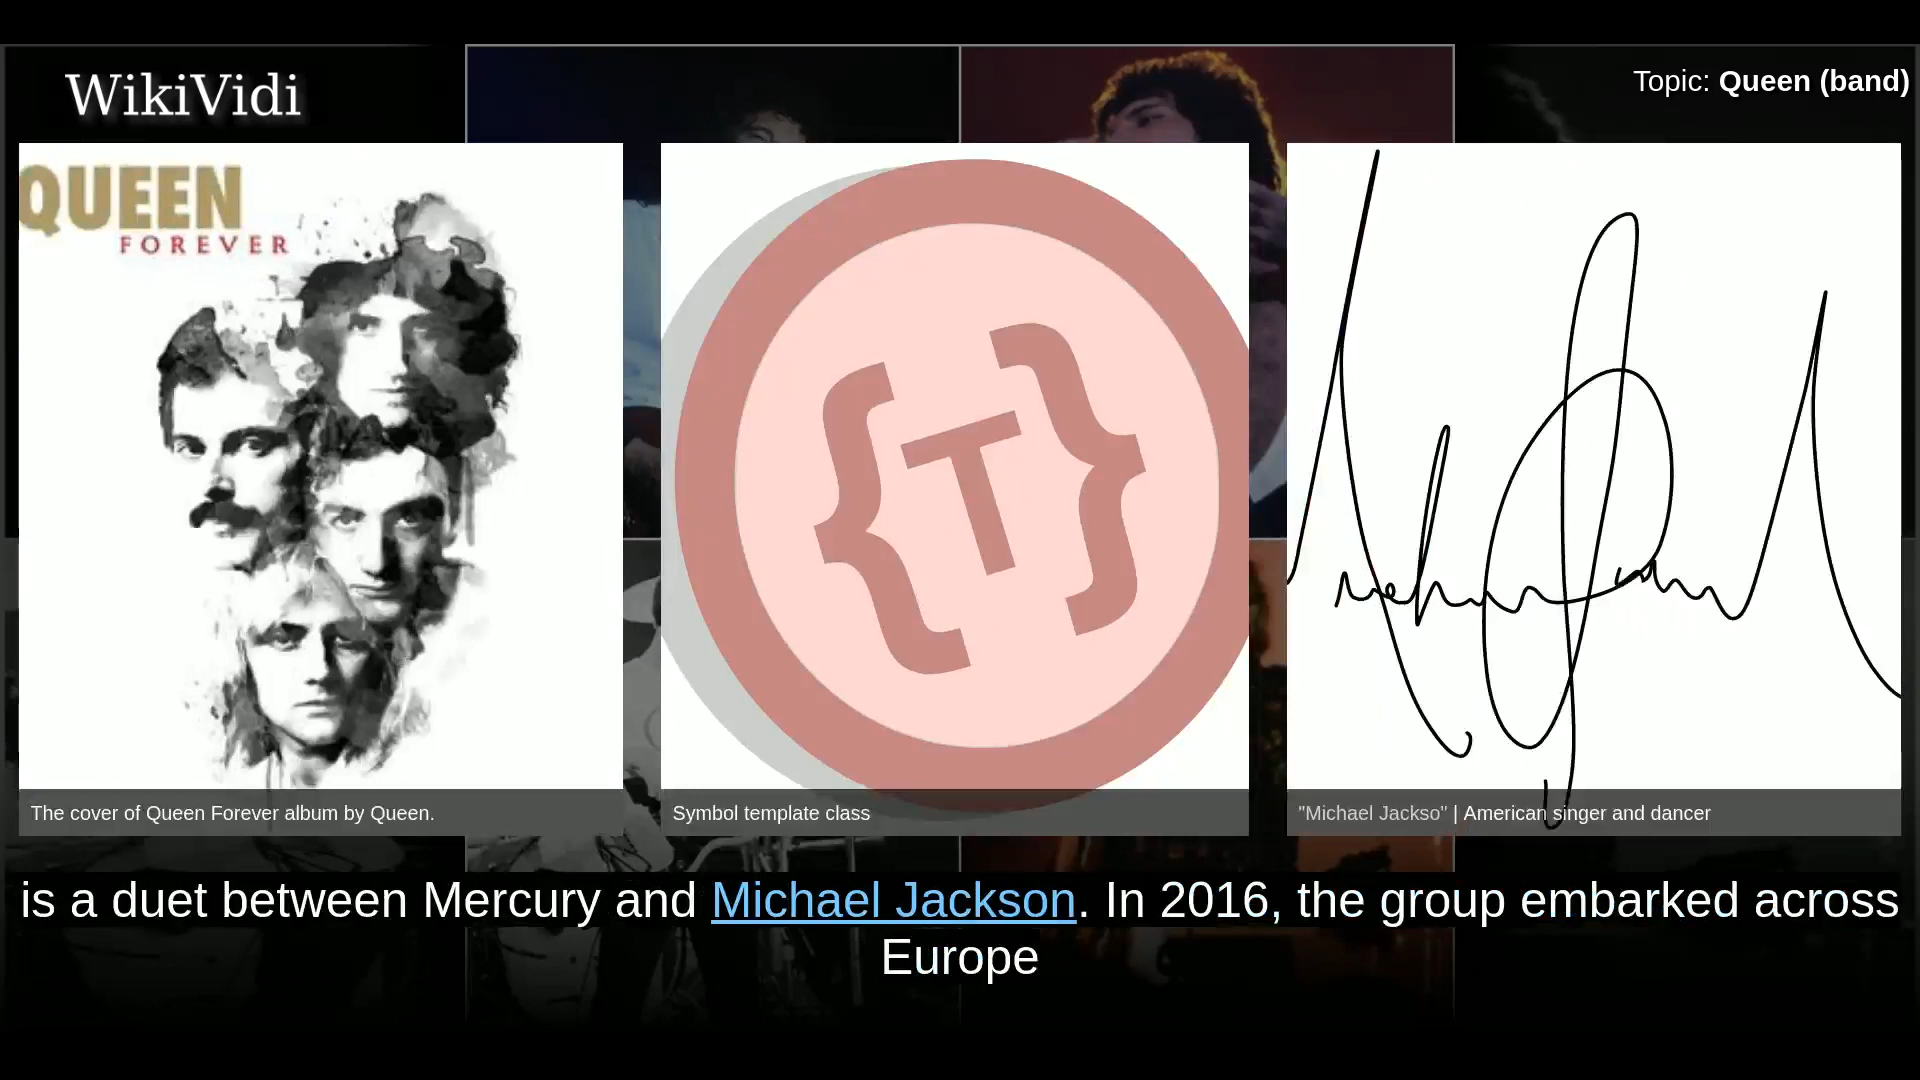 WikiVidi
Topic: Queen (band)
QUEEN
FOREVER
{T}
The cover of Queen Forever album by Queen.
Symbol template class
"Michael Jackso" | American singer and dancer
is a duet between Mercury and Michael Jackson. In 2016, the group embarked across
Europe